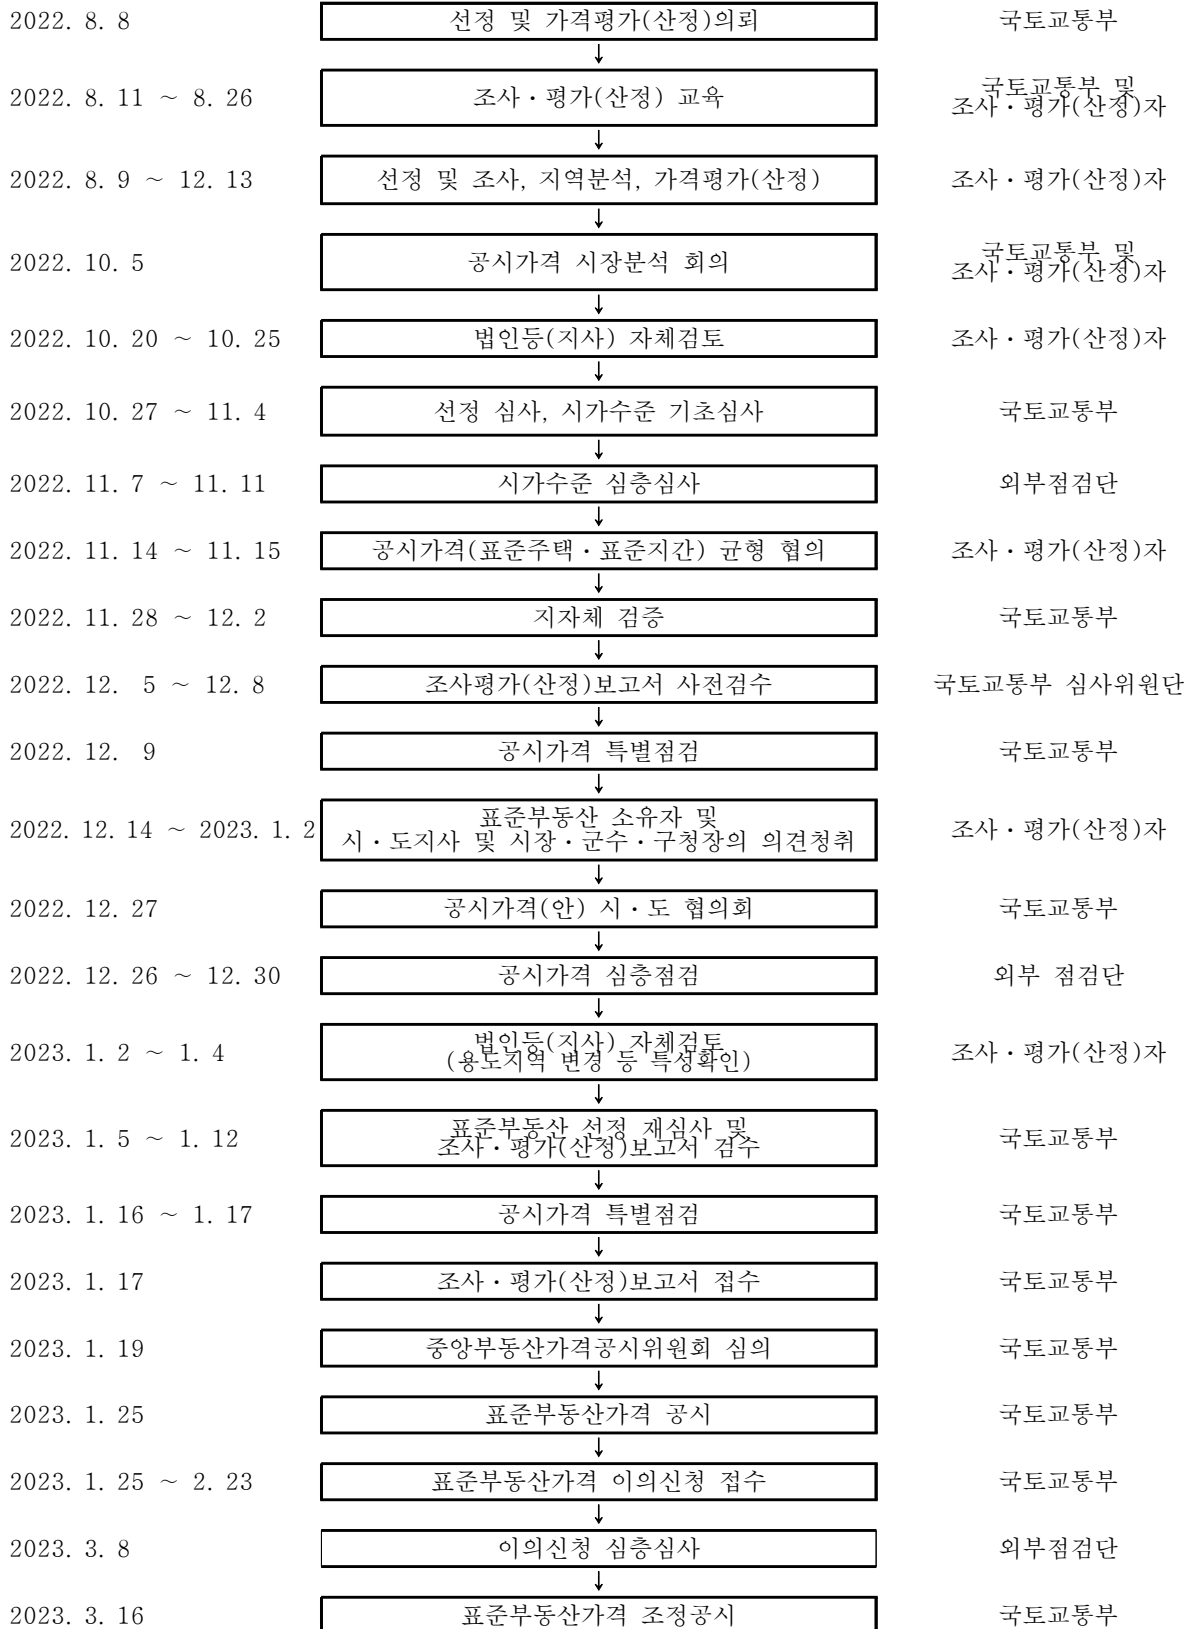 2022. 8. 8 선정 및 가격평가(산정)의뢰 국토교통부
↓
2022. 8. 11 ~ 8. 26 조사・평가(산정) 교육 국토교통부 및
조사・평가(산정)자
↓
2022. 8. 9 ~ 12. 13 선정 및 조사, 지역분석, 가격평가(산정) 조사・평가(산정)자
↓
2022. 10. 5 공시가격 시장분석 회의 국토교통부 및
조사・평가(산정)자
↓
2022. 10. 20 ~ 10. 25 법인등(지사) 자체검토 조사・평가(산정)자
↓
2022. 10. 27 ~ 11. 4 선정 심사, 시가수준 기초심사 국토교통부
↓
2022. 11. 7 ~ 11. 11 시가수준 심층심사 외부점검단
↓
2022. 11. 14 ~ 11. 15 공시가격(표준주택・표준지간) 균형 협의 조사・평가(산정)자
↓
2022. 11. 28 ~ 12. 2 지자체 검증 국토교통부
↓
2022. 12. 5 ~ 12. 8 조사평가(산정)보고서 사전검수 국토교통부 심사위원단
↓
2022. 12. 9 공시가격 특별점검 국토교통부
↓
2022. 12. 14 ~ 2023. 1. 2 표준부동산 소유자 및
시・도지사 및 시장・군수・구청장의 의견청취 조사・평가(산정)자
↓
2022. 12. 27 공시가격(안) 시・도 협의회 국토교통부
↓
2022. 12. 26 ~ 12. 30 공시가격 심층점검 외부 점검단
↓
2023. 1. 2 ~ 1. 4 법인등(지사) 자체검토
(용도지역 변경 등 특성확인) 조사・평가(산정)자
↓
2023. 1. 5 ~ 1. 12 표준부동산 선정 재심사 및
조사・평가(산정)보고서 검수 국토교통부
↓
2023. 1. 16 ~ 1. 17 공시가격 특별점검 국토교통부
↓
2023. 1. 17 조사・평가(산정)보고서 접수 국토교통부
↓
2023. 1. 19 중앙부동산가격공시위원회 심의 국토교통부
↓
2023. 1. 25 표준부동산가격 공시 국토교통부
↓
2023. 1. 25 ~ 2. 23 표준부동산가격 이의신청 접수 국토교통부
↓
2023. 3. 8 이의신청 심층심사 외부점검단
↓
2023. 3. 16 표준부동산가격 조정공시 국토교통부